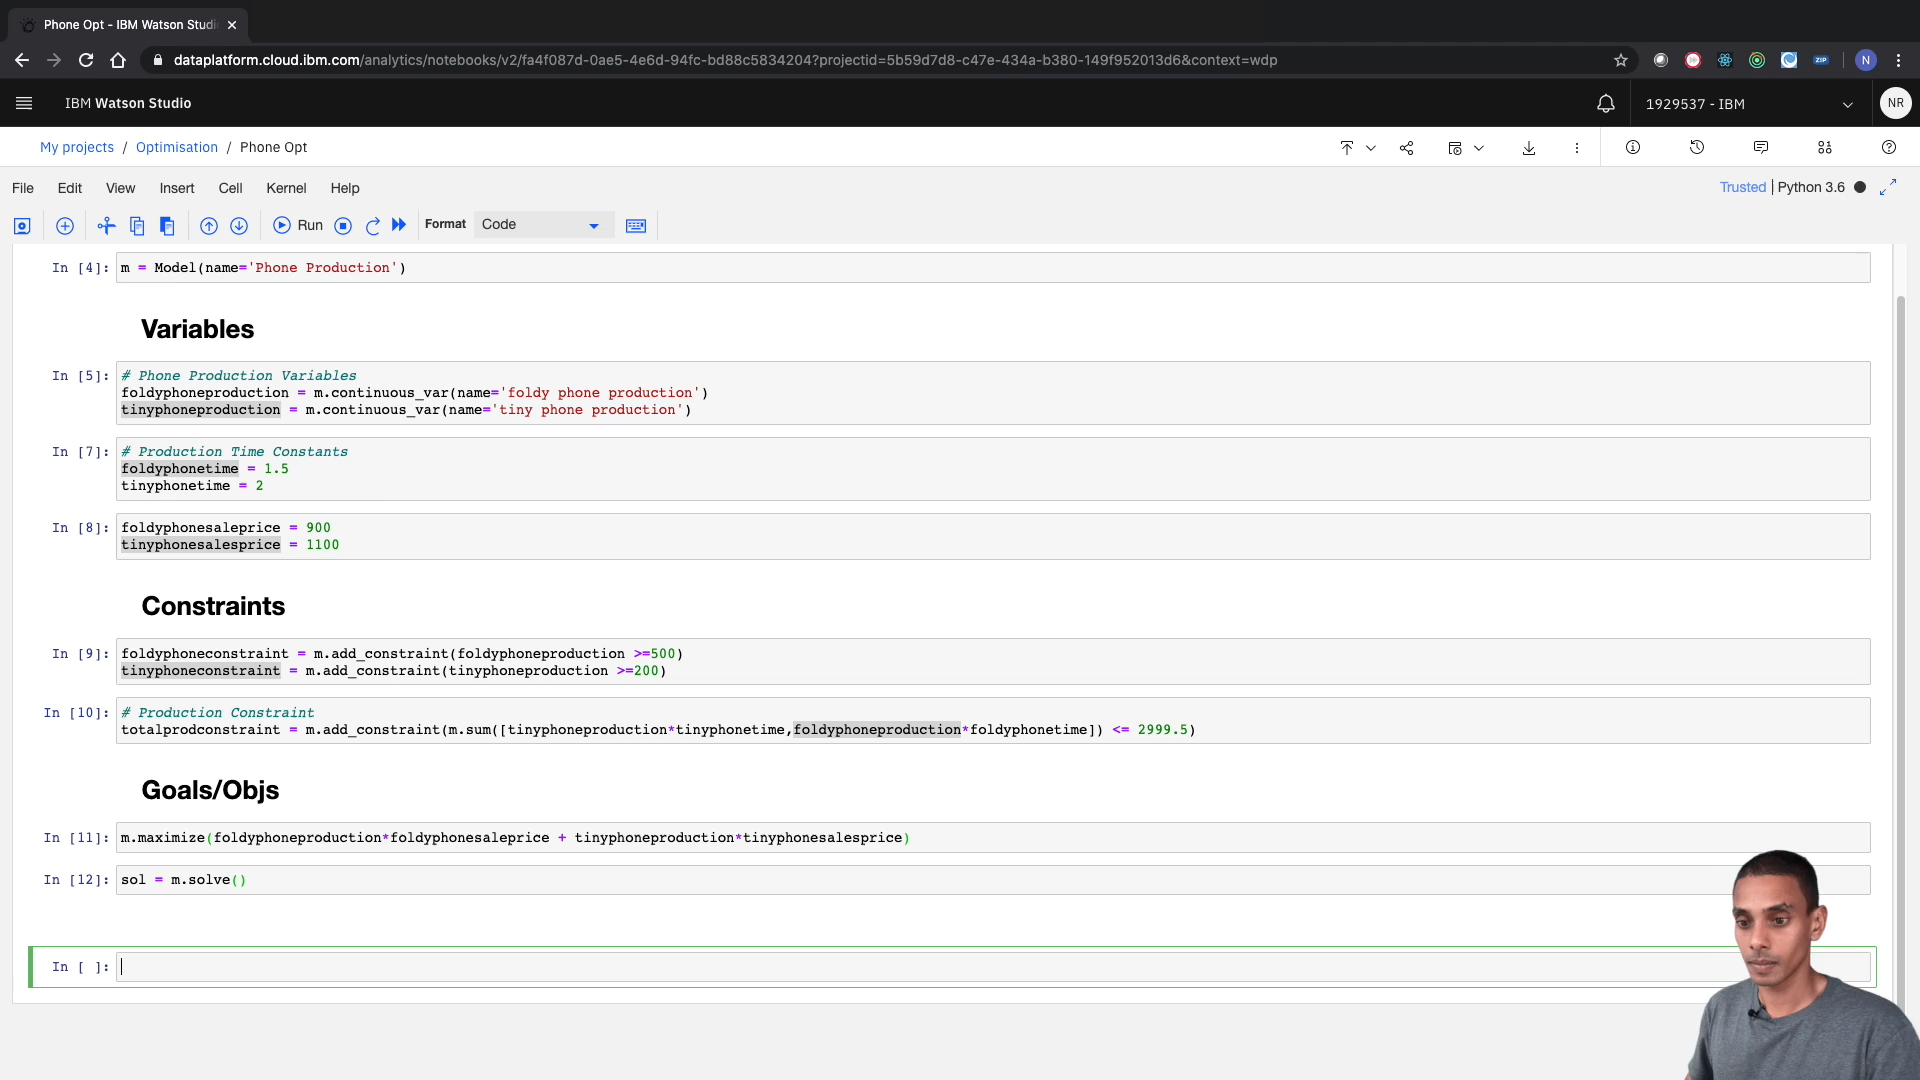 Phone Opt - IBM Watson Studi
dataplatform.cloud.ibm.com/analytics/notebooks/v2/fa4f087d-0ae5-4e6d-94fc-bd88c5834204?projectid=5b59d7d8-c47e-434a-b380-149f952013d6&context=wdp
ZIP
N
IBM Watson Studio
1929537 - IBM
NR
My projects / Optimisation / Phone Opt
File Edit View Insert Cell Kernel Help
Trusted | Python 3.6
Run
Format
Code
In [4]: m = Model(name='Phone Production')
Variables
In [5]: # Phone Production Variables
foldyphoneproduction = m.continuous_var(name='foldy phone production')
tinyphoneproduction = m.continuous_var(name='tiny phone production')
In [7]: # Production Time Constants
foldyphonetime = 1.5
tinyphonetime = 2
In [8]: foldyphonesaleprice = 900
tinyphonesalesprice = 1100
Constraints
In [9]: foldyphoneconstraint = m.add_constraint(foldyphoneproduction >=500)
tinyphoneconstraint = m.add_constraint(tinyphoneproduction >=200)
In [10]: # Production Constraint
totalprodconstraint = m.add_constraint(m.sum([tinyphoneproduction*tinyphonetime,foldyphoneproduction*foldyphonetime]) <= 2999.5)
Goals/Objs
In [11]: m.maximize(foldyphoneproduction*foldyphonesaleprice + tinyphoneproduction*tinyphonesalesprice)
In [12]: sol = m.solve()
In [ ]: